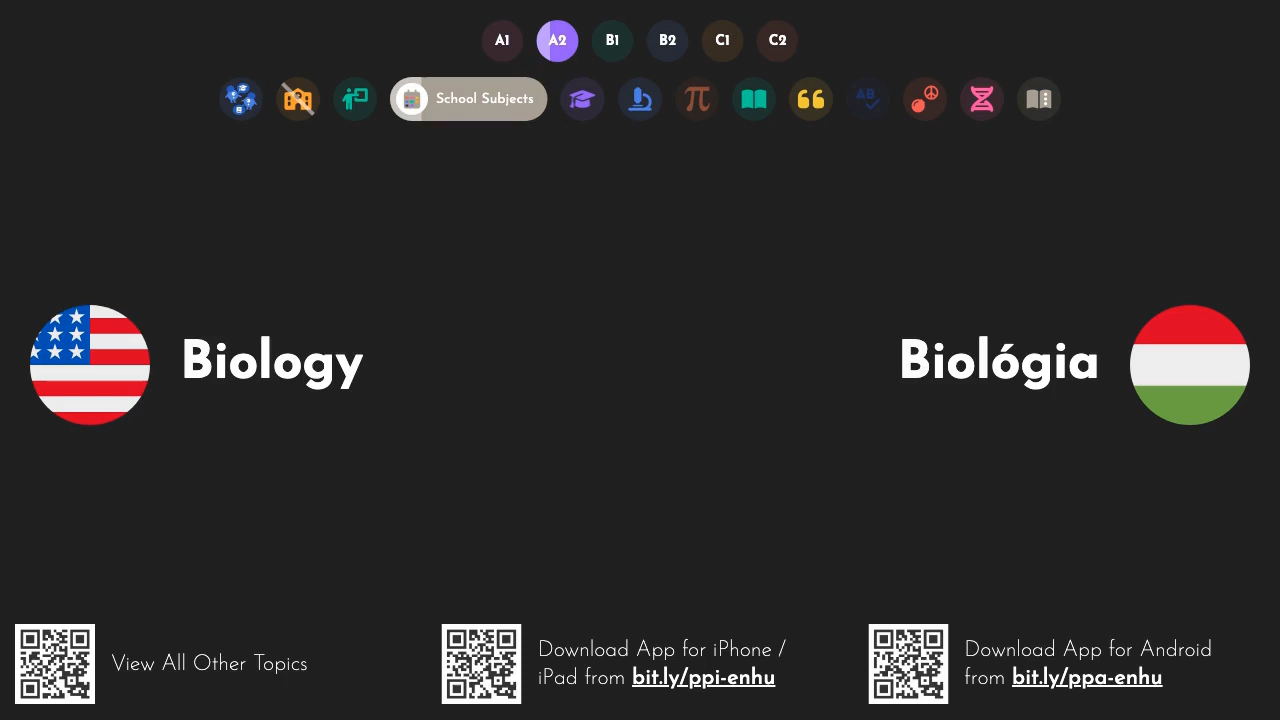 A1 A2 B1 B2 C1 C2
School Subjects
AB
Biology
Biológia
View All Other Topics
Download App for iPhone /
iPad from bit.ly/ppi-enhu
Download App for Android
from bit.ly/ppa-enhu